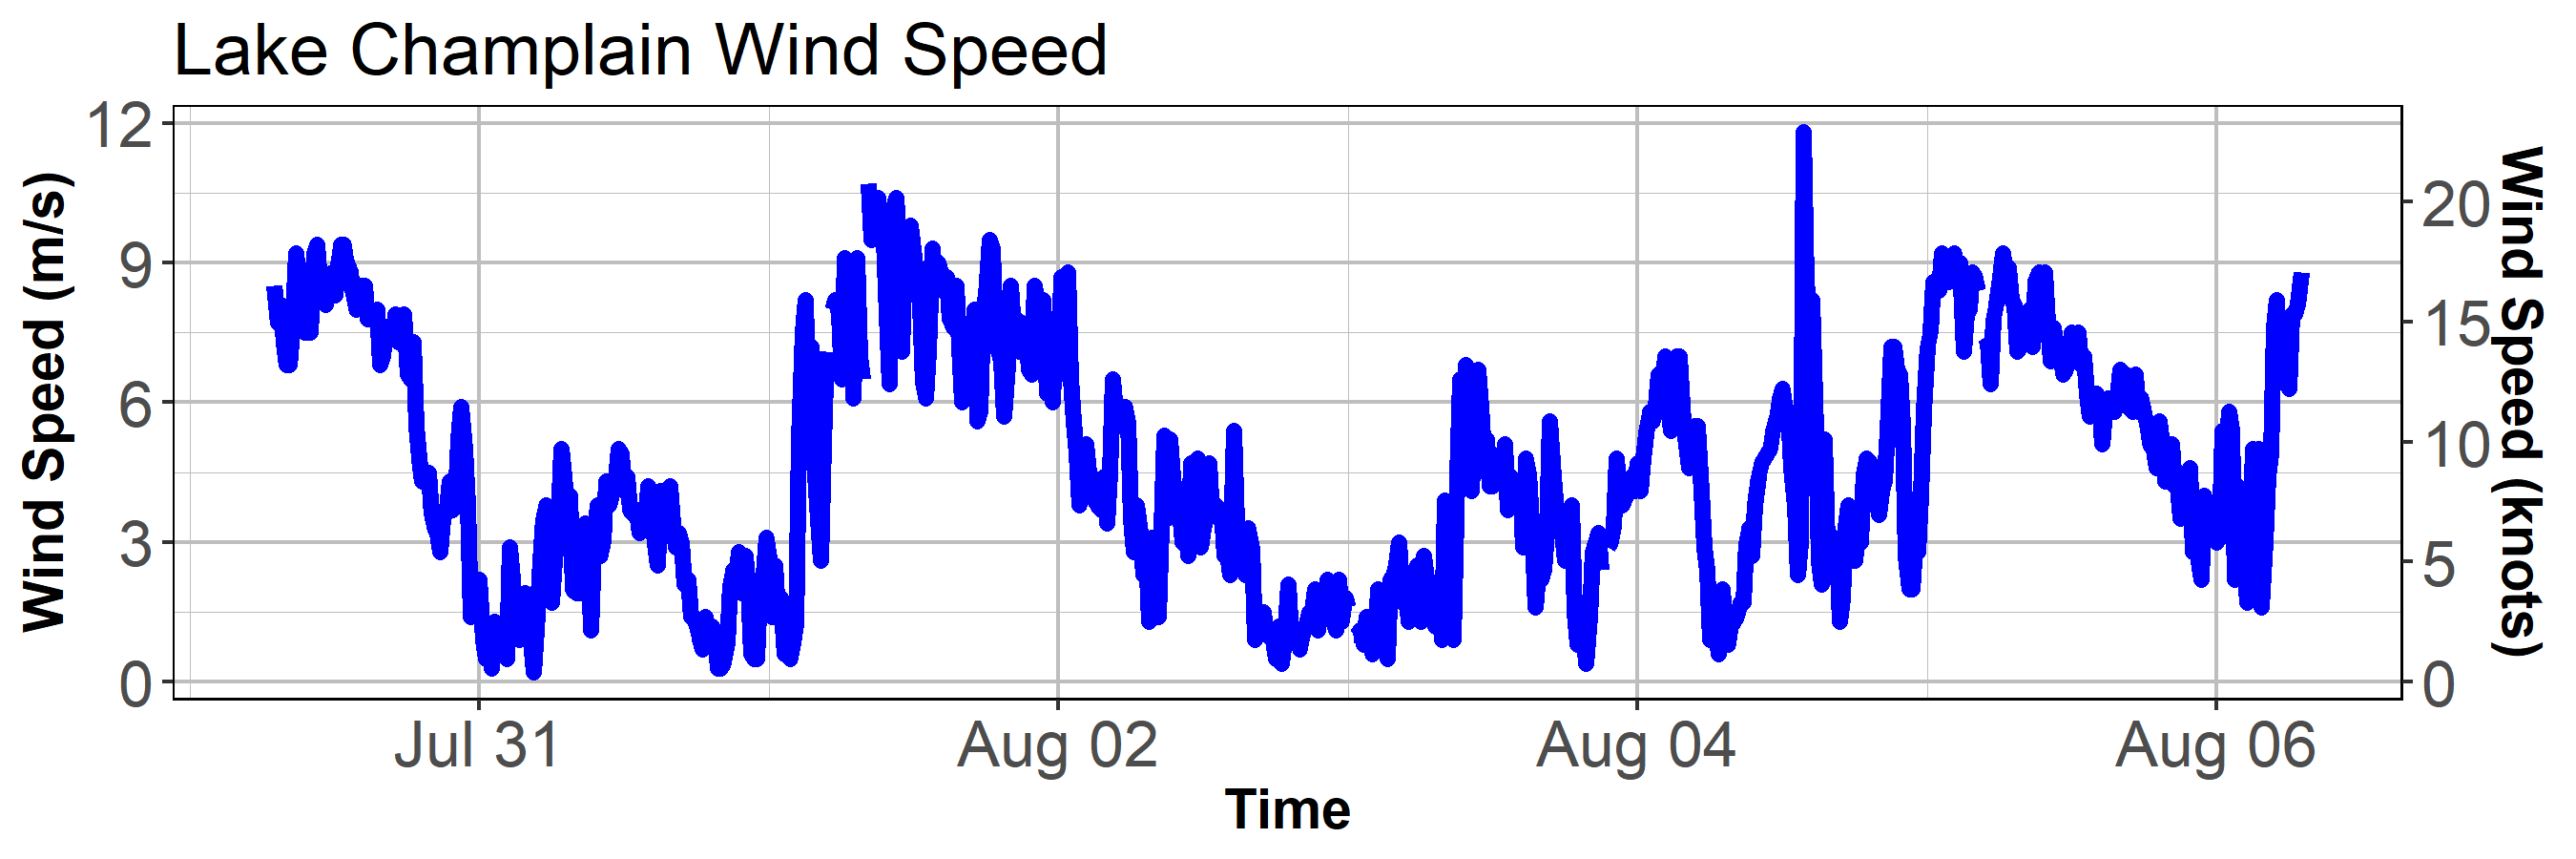 Lake Champlain Wind Speed
Wind Speed (m/s)
12
9
6
3
0
20
15
10
5
0
Wind Speed (knots)
Jul 31
Aug 02
Aug 04
Aug 06
Time